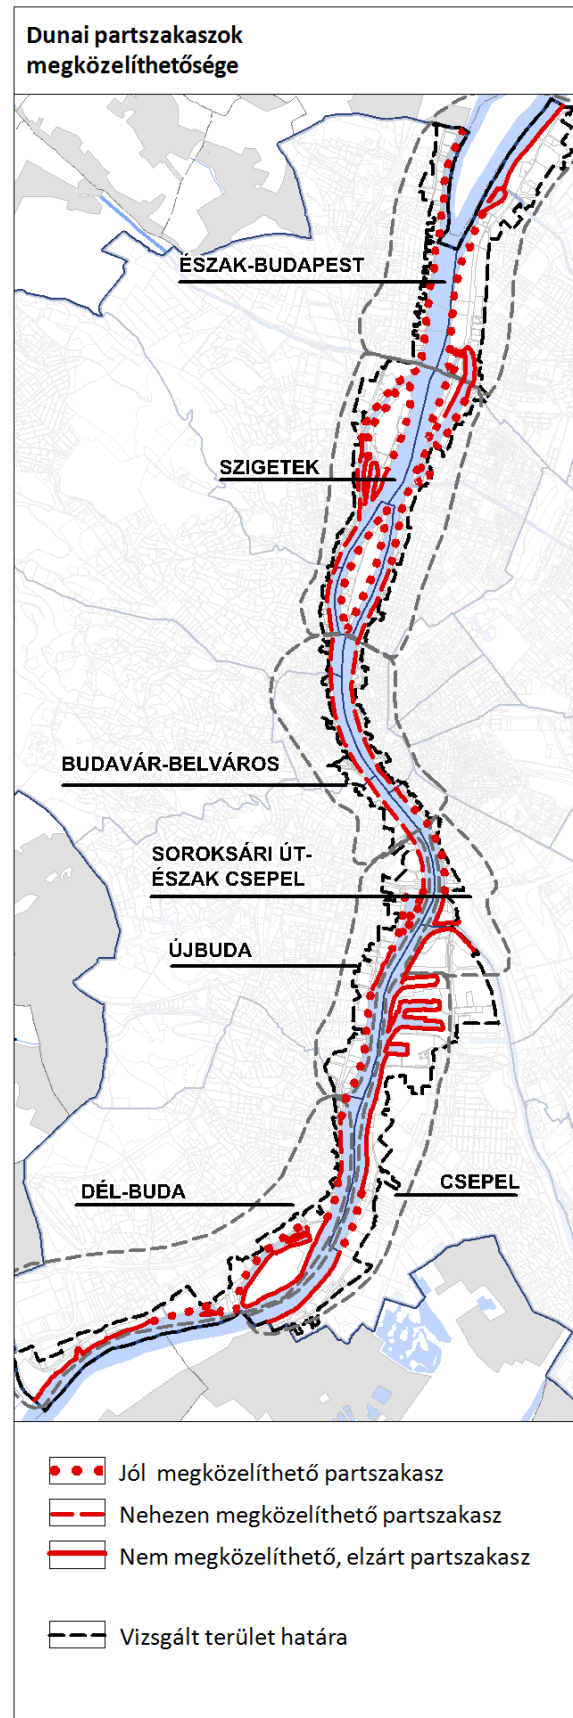 Dunai partszakaszok
megközelíthetősége
ÉSZAK-BUDAPEST
SZIGETEK
BUDAVÁR-BELVÁROS
SOROKSÁRI ÚT-
ÉSZAK CSEPEL
ÚJBUDA
CSEPEL
DÉL-BUDA
Jól megközelíthető partszakasz
Nehezen megközelíthető partszakasz
Nem megközelíthető, elzárt partszakasz
Vizsgált terület határa